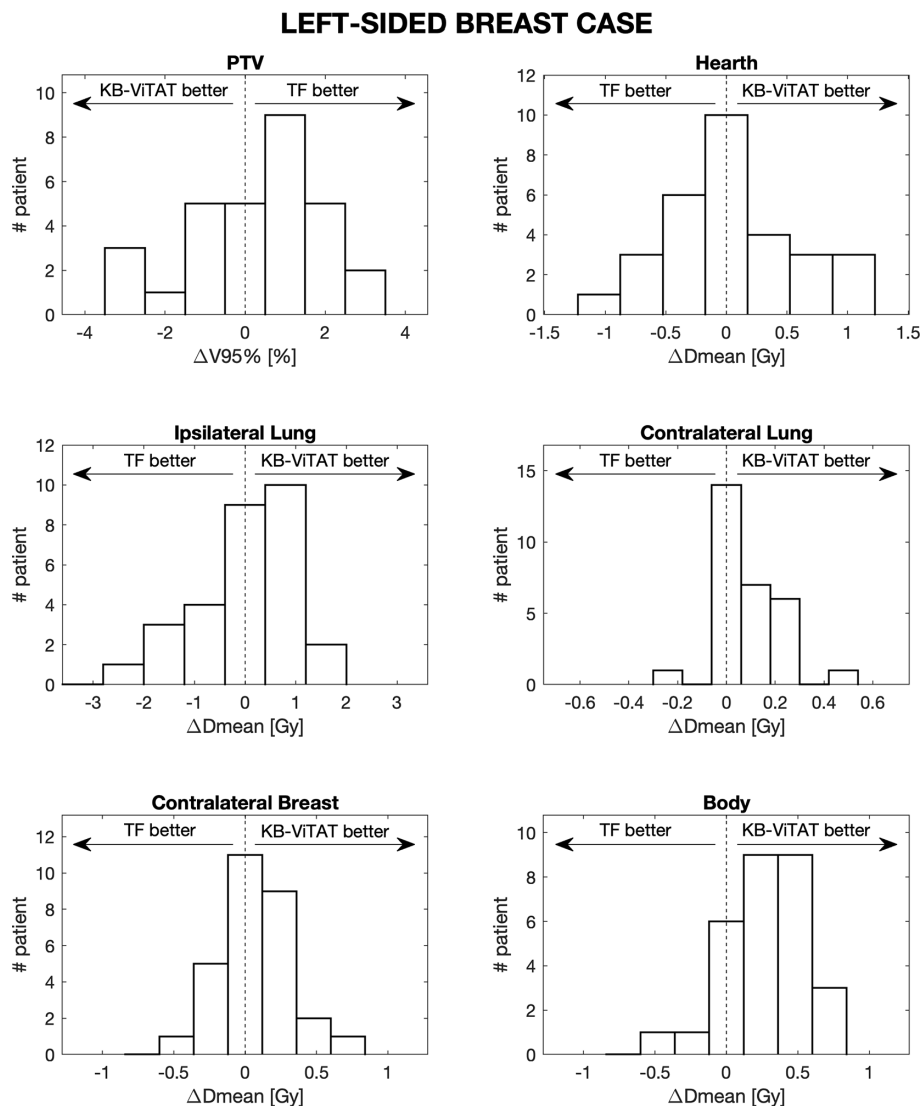 LEFT-SIDED BREAST CASE
PTV
KB-ViTAT better TF better
# patient
10
8
6
4
2
0
-4 -2 0 2 4
ΔV95% [%]
Hearth
TF better KB-ViTAT better
# patient
12
10
8
6
4
2
0
-1.5 -1 -0.5 0 0.5 1 1.5
ΔDmean [Gy]
Ipsilateral Lung
TF better KB-ViTAT better
# patient
12
10
8
6
4
2
0
-3 -2 -1 0 1 2 3
ΔDmean [Gy]
Contralateral Lung
TF better KB-ViTAT better
# patient
15
10
5
0
-0.6 -0.4 -0.2 0 0.2 0.4 0.6
ΔDmean [Gy]
Contralateral Breast
TF better KB-ViTAT better
# patient
12
10
8
6
4
2
0
-1 -0.5 0 0.5 1
ΔDmean [Gy]
Body
TF better KB-ViTAT better
# patient
10
8
6
4
2
0
-1 -0.5 0 0.5 1
ΔDmean [Gy]